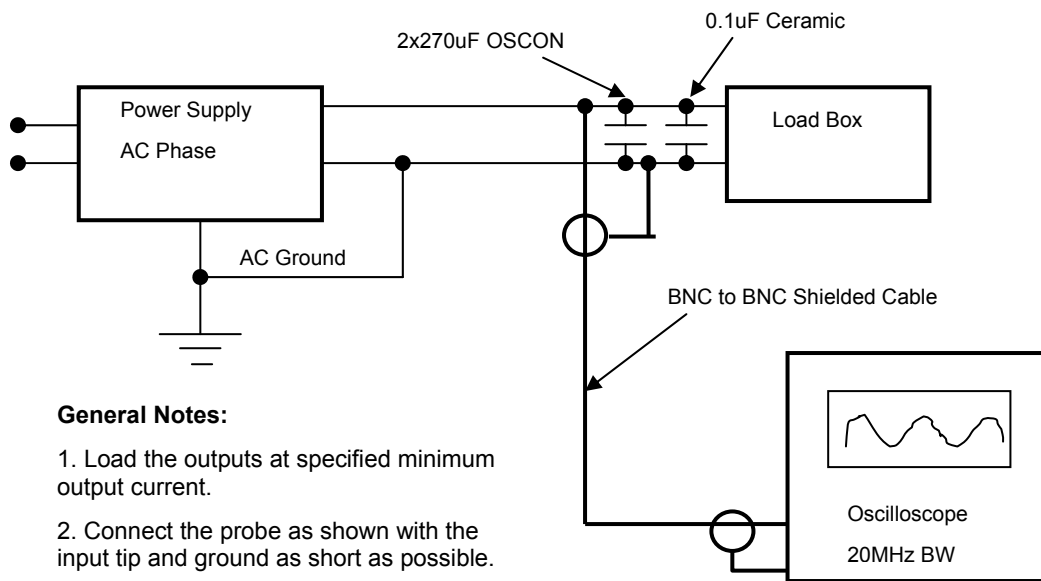 2x270uF OSCON
0.1uF Ceramic
Power Supply
AC Phase
Load Box
AC Ground
BNC to BNC Shielded Cable
General Notes:
1. Load the outputs at specified minimum
output current.
2. Connect the probe as shown with the
input tip and ground as short as possible.
Oscilloscope
20MHz BW